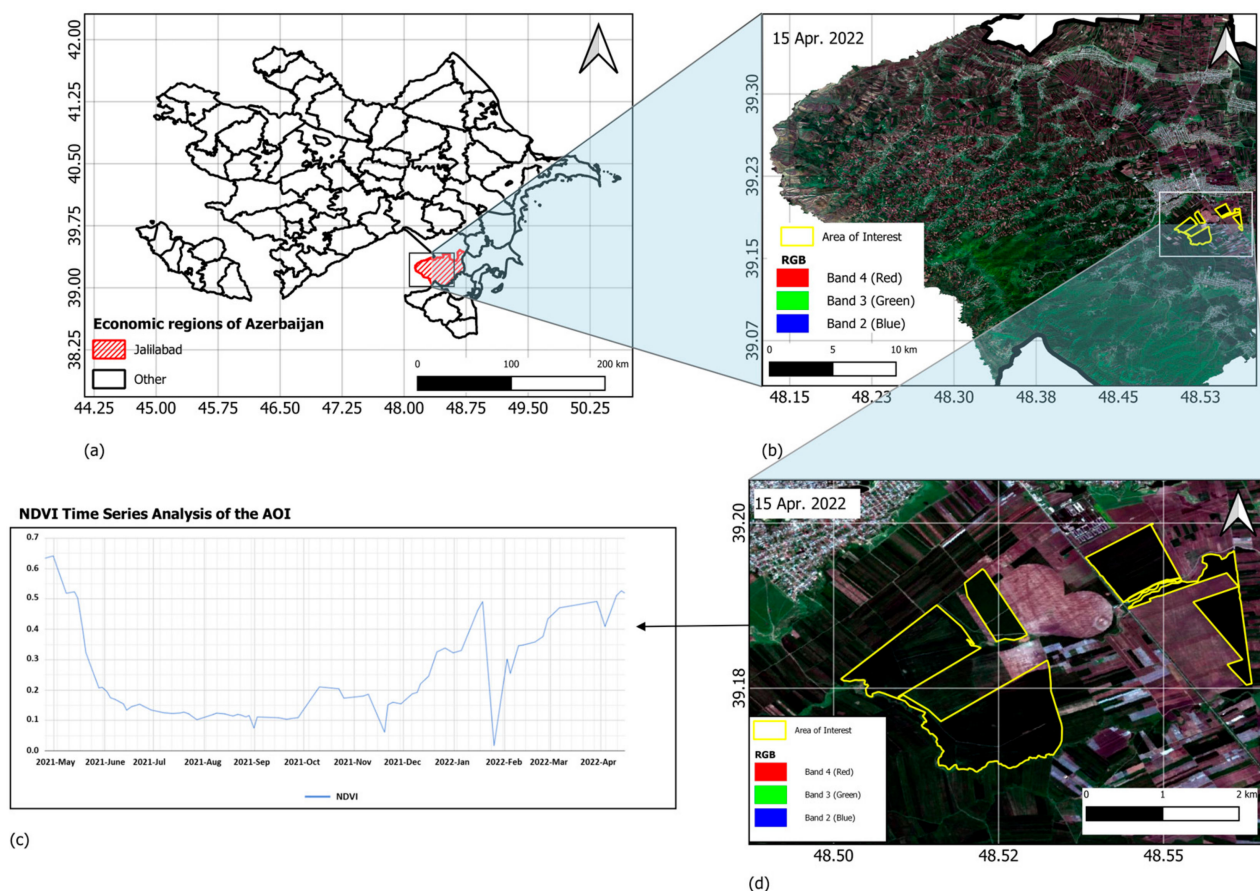 42.00
41.25
40.50
39.75
39.00
38.25
Economic regions of Azerbaijan
Jalilabad
Other
0 100 200 km
44.25 45.00 45.75 46.50 47.25 48.00 48.75 49.50 50.25
(a)
15 Apr. 2022
39.30
39.23
39.15
39.07
Area of Interest
RGB
Band 4 (Red)
Band 3 (Green)
Band 2 (Blue)
0 5 10 km
48.15 48.23 48.30 48.38 48.45 48.53
(b)
NDVI Time Series Analysis of the AOI
0.7
0.6
0.5
0.4
0.3
0.2
0.1
0.0
2021-May 2021-June 2021-Jul 2021-Aug 2021-Sep 2021-Oct 2021-Nov 2021-Dec 2022-Jan 2022-Feb 2022-Mar 2022-Apr
NDVI
(c)
15 Apr. 2022
39.20
39.18
Area of Interest
RGB
Band 4 (Red)
Band 3 (Green)
Band 2 (Blue)
0 1 2 km
48.50 48.52 48.55
(d)